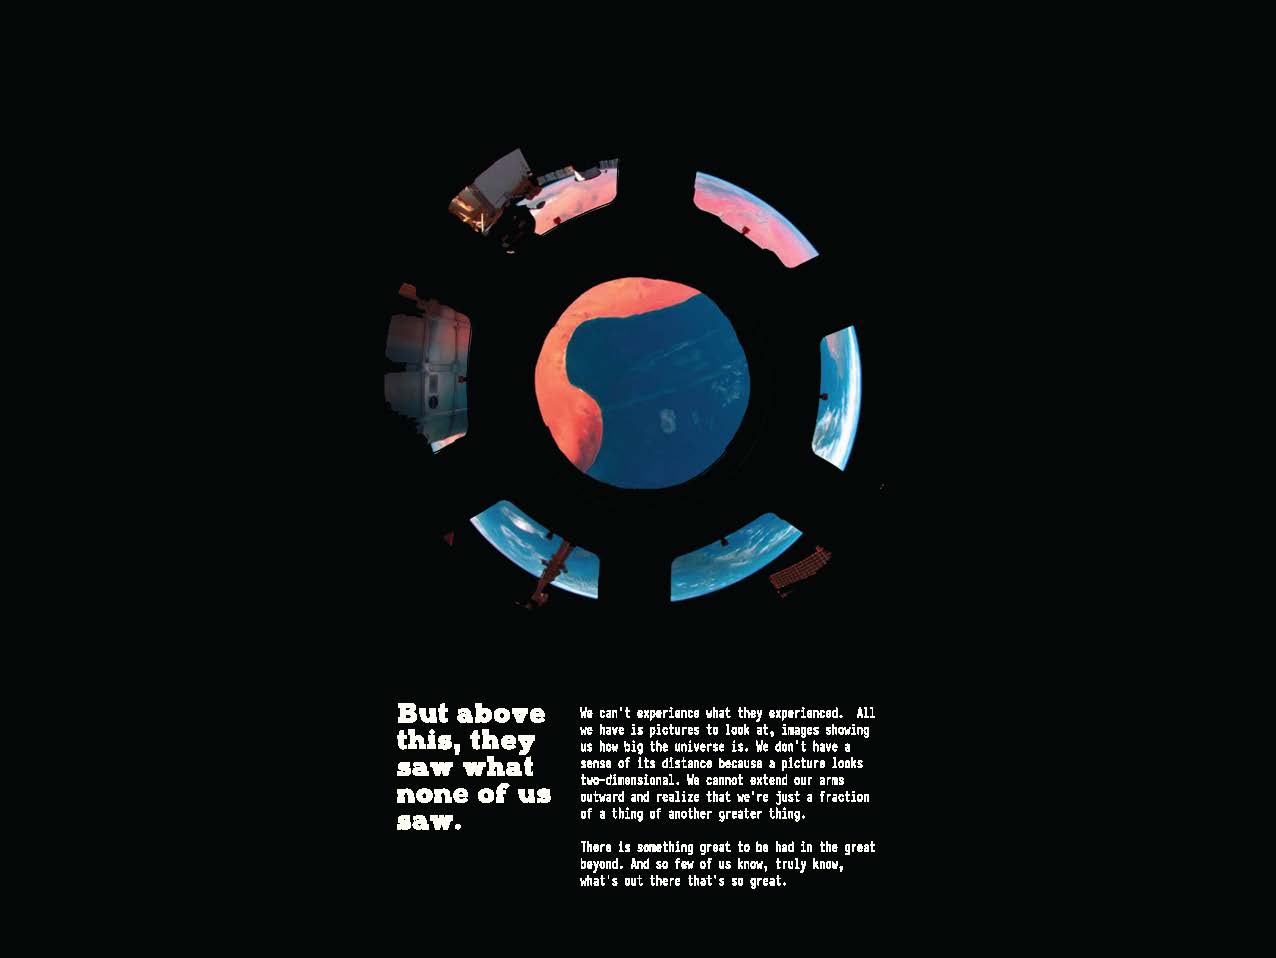 But above
this, they
saw what
none of us
saw.
We can't experience what they experienced.  All
we have is pictures to look at, images showing
us how big the universe is. We don't have a
sense of its distance because a picture looks
two-dimensional. We cannot extend our arms
outward and realize that we're just a fraction
of a thing of another greater thing.
There is something great to be had in the great
beyond. And so few of us know, truly know,
what's out there that's so great.